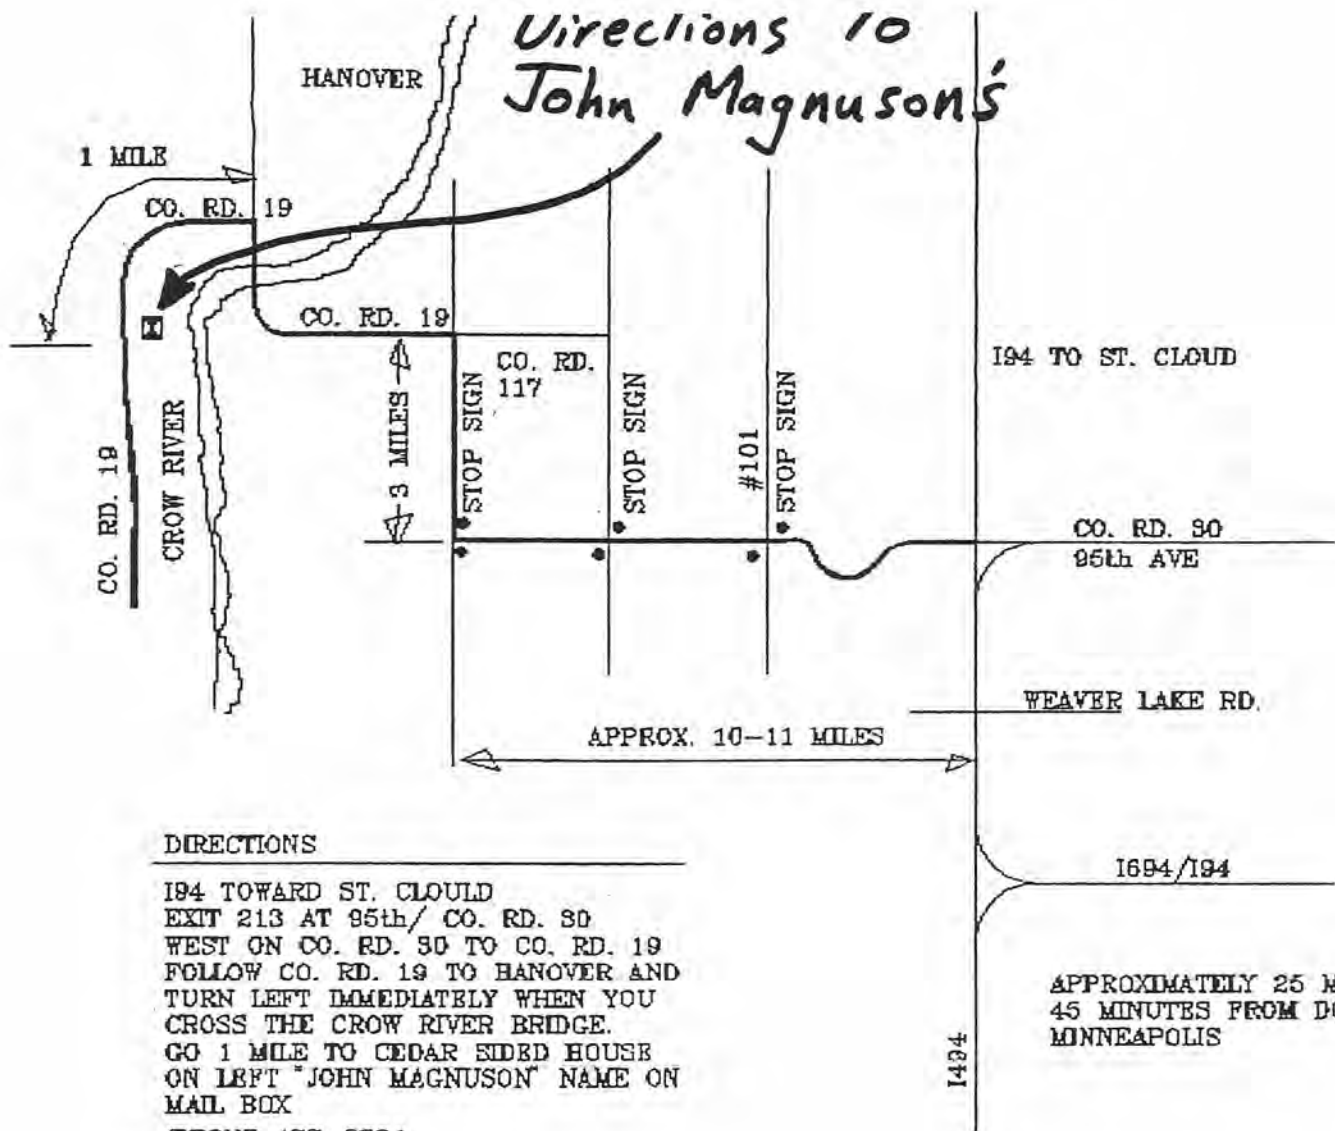 Directions To
John Magnuson's
HANOVER
1 MILE
CO. RD. 19
CO. RD. 19
CO. RD.
117
I94 TO ST. CLOUD
STOP SIGN
STOP SIGN
#101
STOP SIGN
3 MILES
CO. RD. 19
CROW RIVER
CO. RD. 30
95th AVE
WEAVER LAKE RD.
APPROX. 10-11 MILES
I694/I94
I494
DIRECTIONS
I94 TOWARD ST. CLOULD
EXIT 213 AT 95th/ CO. RD. 30
WEST ON CO. RD. 30 TO CO. RD. 19
FOLLOW CO. RD. 19 TO HANOVER AND
TURN LEFT IMMEDIATELY WHEN YOU
CROSS THE CROW RIVER BRIDGE.
GO 1 MILE TO CEDAR SIDED HOUSE
ON LEFT "JOHN MAGNUSON" NAME ON
MAIL BOX
APPROXIMATELY 25
45 MINUTES FROM
MINNEAPOLIS